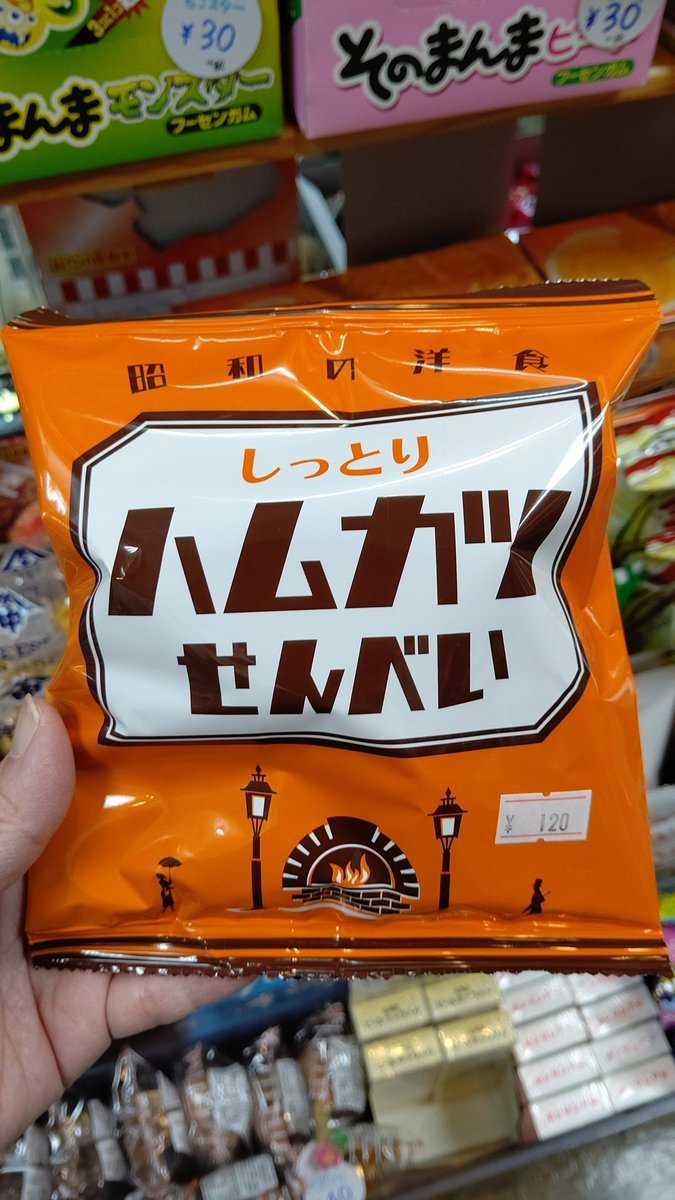 ¥30
まんまモンスター
フーセンガム
¥30
そのまんまピ
フーセンガム
昭和の洋食
しっとり
ハムカツ
せんべい
¥ 120